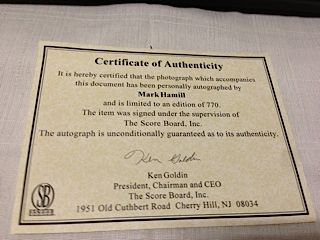 Certificate of Authenticity
It is hereby certified that the photograph which accompanies
this document has been personally autographed by
Mark Hamill
and is limited to an edition of 770.
The item was signed under the supervision of
The Score Board, Inc.
The autograph is unconditionally guaranteed as to its authenticity.
Ken Goldin
Ken Goldin
President, Chairman and CEO
The Score Board, Inc.
SB
1951 Old Cuthbert Road Cherry Hill, NJ 08034